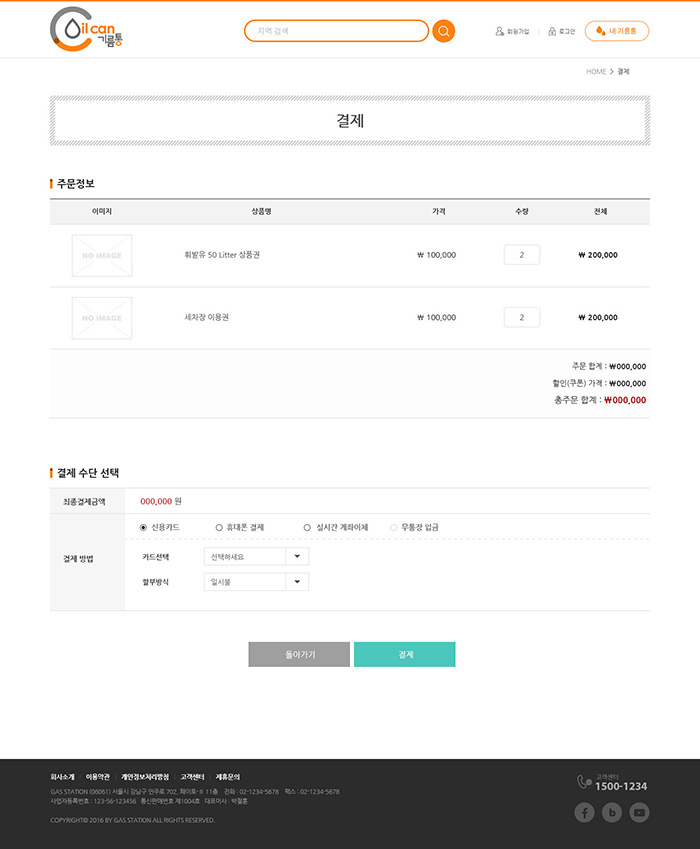 Oil can
기름통
지역 검색
회원가입
로그인
내 기름통
HOME > 결제
결제
주문정보
이미지 상품명 가격 수량 전체
NO IMAGE 휘발유 50 Litter 상품권 ₩ 100,000 2 ₩ 200,000
NO IMAGE 세차장 이용권 ₩ 100,000 2 ₩ 200,000
주문 합계 : ₩000,000
할인(쿠폰) 가격 : ₩000,000
총주문 합계 : ₩000,000
결제 수단 선택
최종결제금액 000,000 원
결제 방법 신용카드 휴대폰 결제 실시간 계좌이체 무통장 입금
카드선택 선택하세요
할부방식 일시불
돌아가기 결제
회사소개 이용약관 개인정보처리방침 고객센터 제휴문의
GAS STATION (06061) 서울시 강남구 언주로 702, 페이토-Ⅱ 11층 전화 : 02-1234-5678 팩스 : 02-1234-5678
사업자등록번호 : 123-56-123456 통신판매번호 제1004호 대표이사 : 박철훈
COPYRIGHT© 2016 BY GAS STATION ALL RIGHTS RESERVED.
고객센터
1500-1234